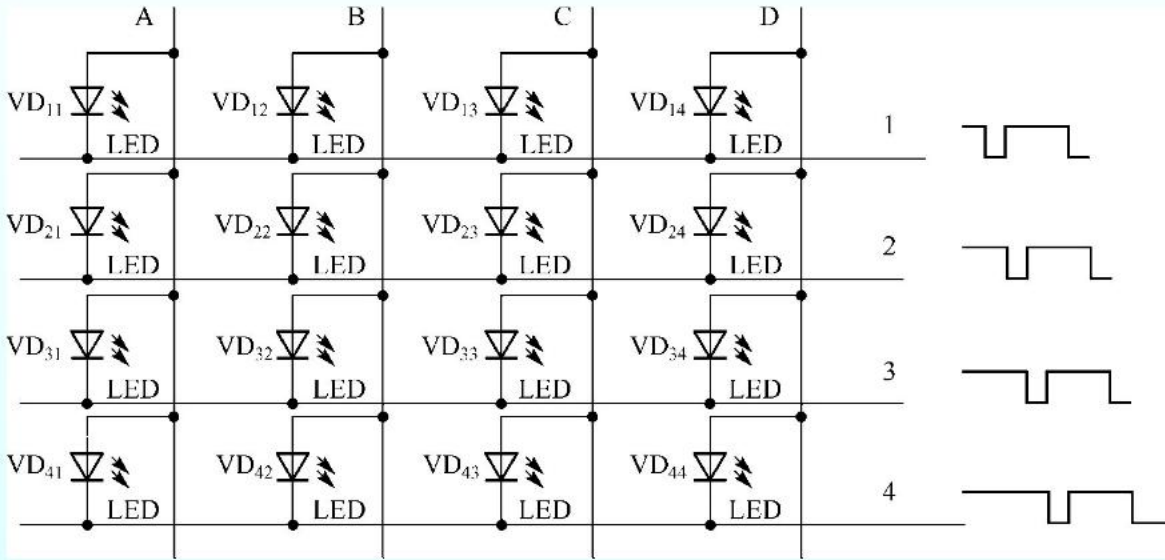 A B C D
VD₁₁ LED VD₁₂ LED VD₁₃ LED VD₁₄ LED 1
VD₂₁ LED VD₂₂ LED VD₂₃ LED VD₂₄ LED 2
VD₃₁ LED VD₃₂ LED VD₃₃ LED VD₃₄ LED 3
VD₄₁ LED VD₄₂ LED VD₄₃ LED VD₄₄ LED 4